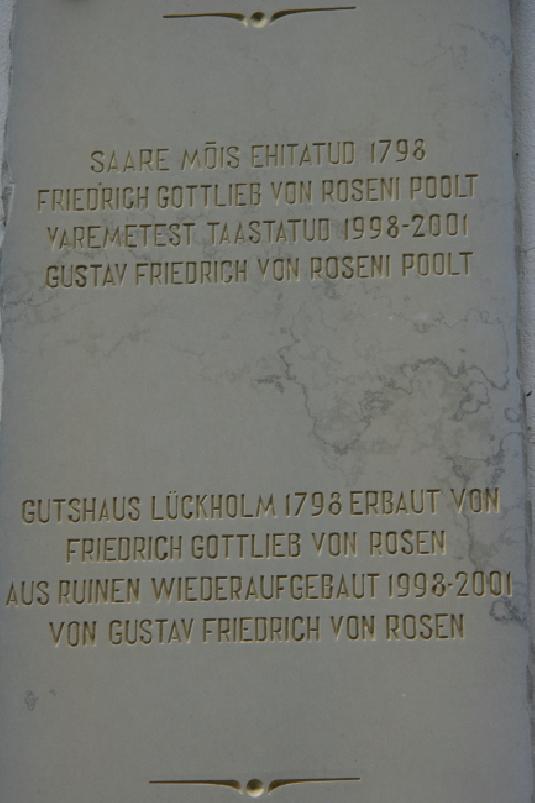 SAARE MÕIS EHITATUD 1798
FRIEDRICH GOTTLIEB VON ROSENI POOLT
VAREMETEST TAASTATUD 1998-2001
GUSTAV FRIEDRICH VON ROSENI POOLT
GUTSHAUS LÜCKHOLM 1798 ERBAUT VON
FRIEDRICH GOTTLIEB VON ROSEN
AUS RUINEN WIEDERAUFGEBAUT 1998-2001
VON GUSTAV FRIEDRICH VON ROSEN